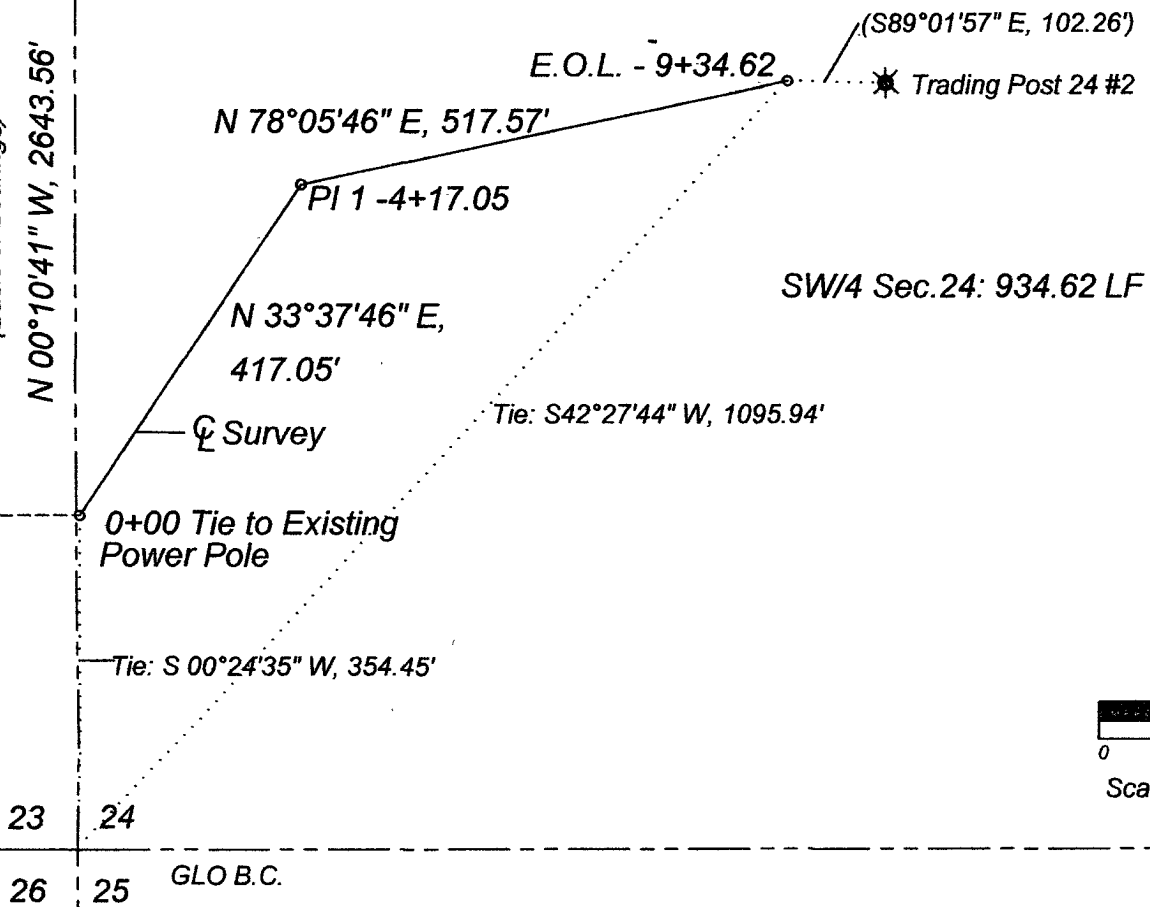 (S89°01'57" E, 102.26')
E.O.L. - 9+34.62
Trading Post 24 #2
N 00°10'41" W, 2643.56'
N 78°05'46" E, 517.57'
PI 1 -4+17.05
SW/4 Sec.24: 934.62 LF
N 33°37'46" E,
417.05'
Tie: S42°27'44" W, 1095.94'
℄ Survey
0+00 Tie to Existing
Power Pole
Tie: S 00°24'35" W, 354.45'
0
Sca
23
24
26
25
GLO B.C.